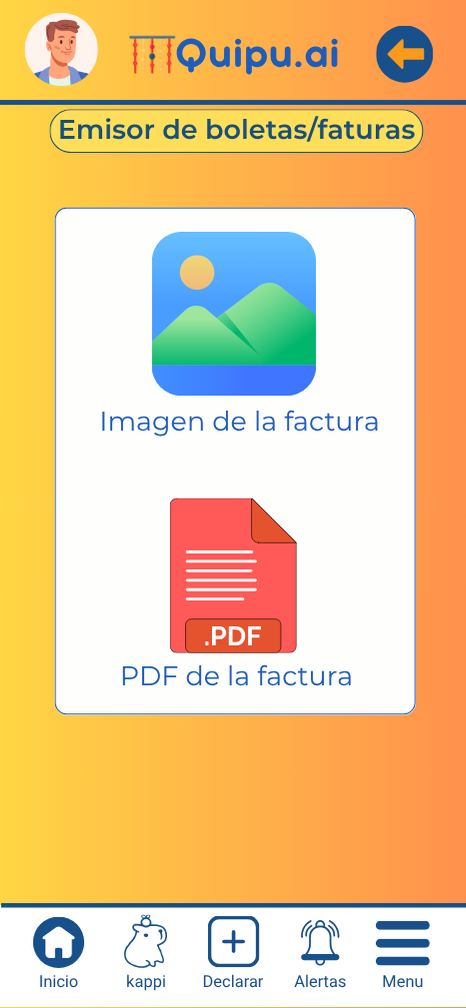 Quipu.ai
Emisor de boletas/faturas
Imagen de la factura
.PDF
PDF de la factura
Inicio
kappi
Declarar
Alertas
Menu